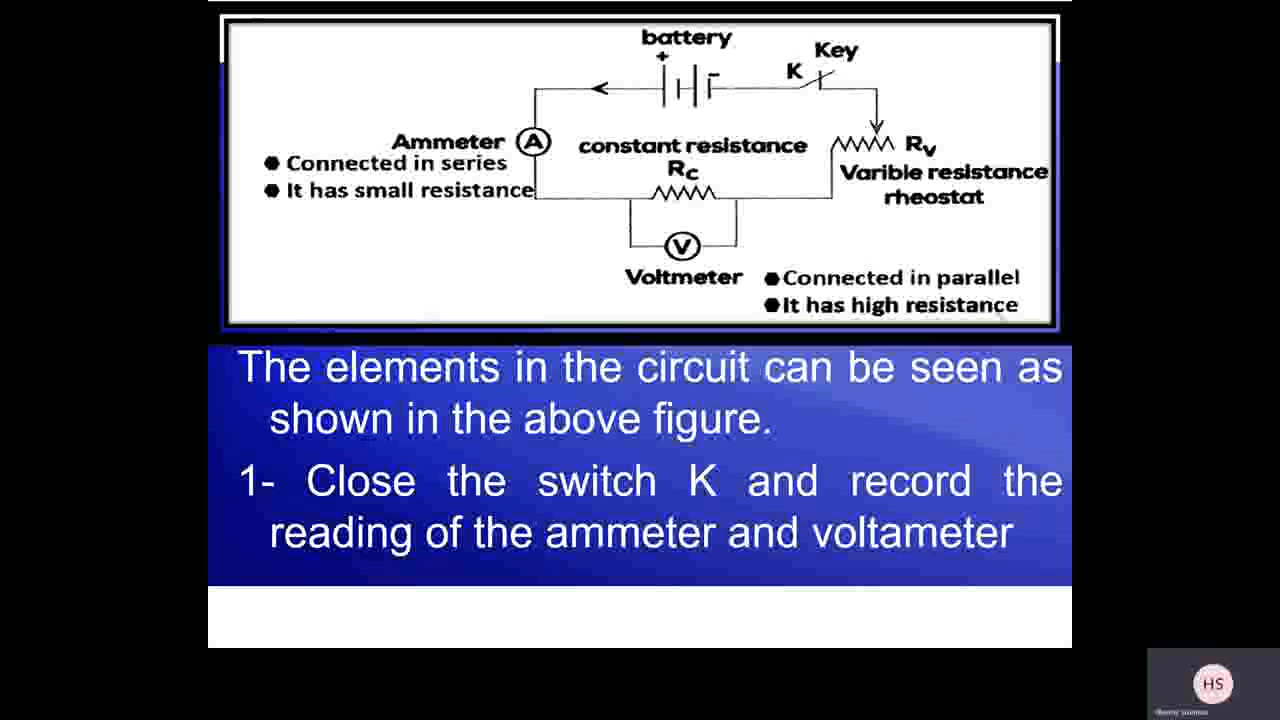 battery
+ -
Key
K
Ammeter A
Connected in series
It has small resistance
constant resistance
Rc
Rv
Varible resistance
rheostat
V
Voltmeter
Connected in parallel
It has high resistance
The elements in the circuit can be seen as
shown in the above figure.
1- Close the switch K and record the
reading of the ammeter and voltameter
HS